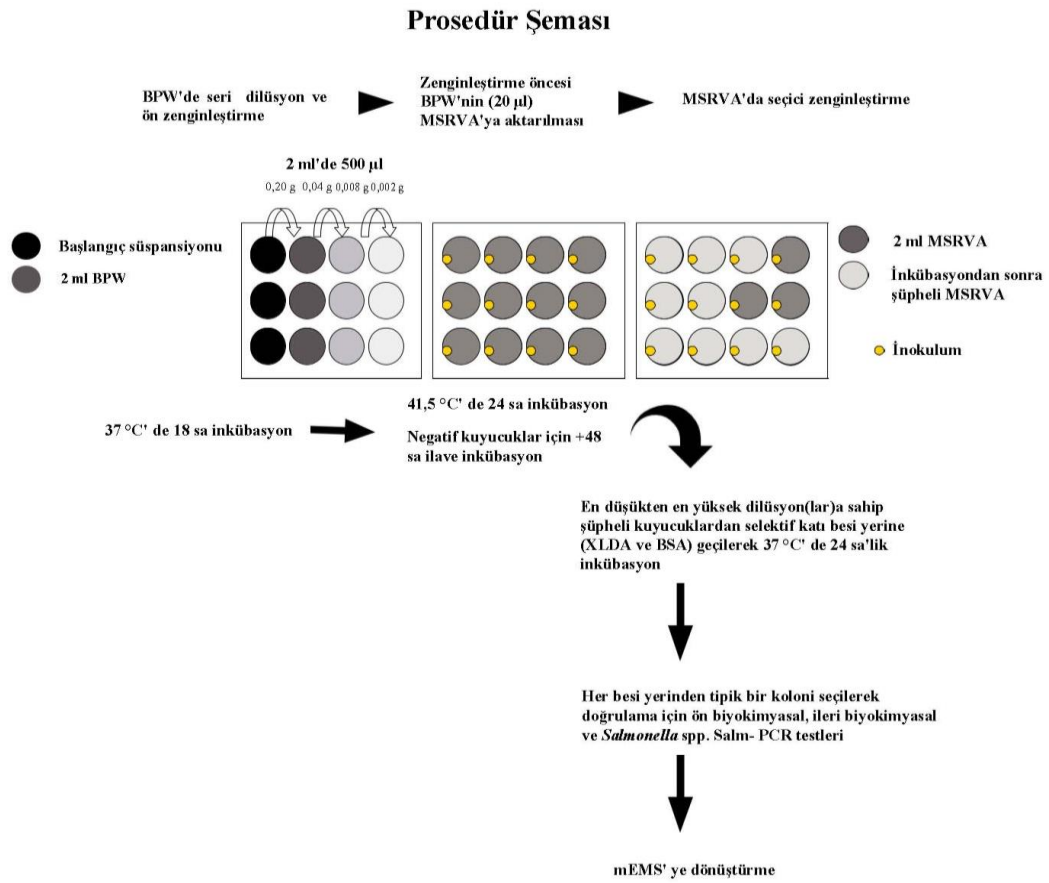 Prosedür Şeması
BPW'de seri dilüsyon ve
ön zenginleştirme
Zenginleştirme öncesi
BPW'nin (20 µl)
MSRVA'ya aktarılması
MSRVA'da seçici zenginleştirme
2 ml'de 500 µl
0,20 g 0,04 g 0,008 g 0,002 g
Başlangıç süspansiyonu
2 ml BPW
2 ml MSRVA
İnkübasyondan sonra
şüpheli MSRVA
İnokulum
37 °C' de 18 sa inkübasyon
41,5 °C' de 24 sa inkübasyon
Negatif kuyucuklar için +48
sa ilave inkübasyon
En düşükten en yüksek dilüsyon(lar)a sahip
şüpheli kuyucuklardan selektif katı besi yerine
(XLDA ve BSA) geçilerek 37 °C' de 24 sa'lik
inkübasyon
Her besi yerinden tipik bir koloni seçilerek
doğrulama için ön biyokimyasal, ileri biyokimyasal
ve Salmonella spp. Salm- PCR testleri
mEMS' ye dönüştürme